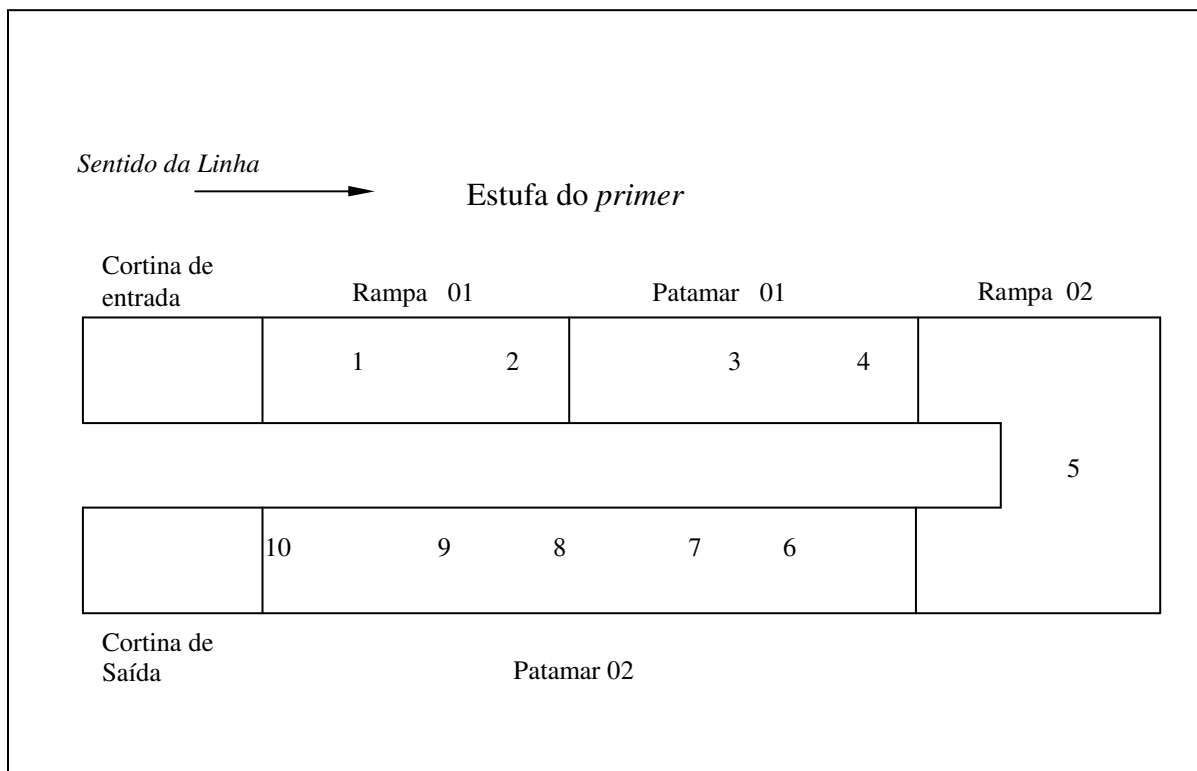 Sentido da Linha
Estufa do primer
Cortina de
entrada
Rampa 01
Patamar 01
Rampa 02
1
2
3
4
5
10
9
8
7
6
Cortina de
Saída
Patamar 02